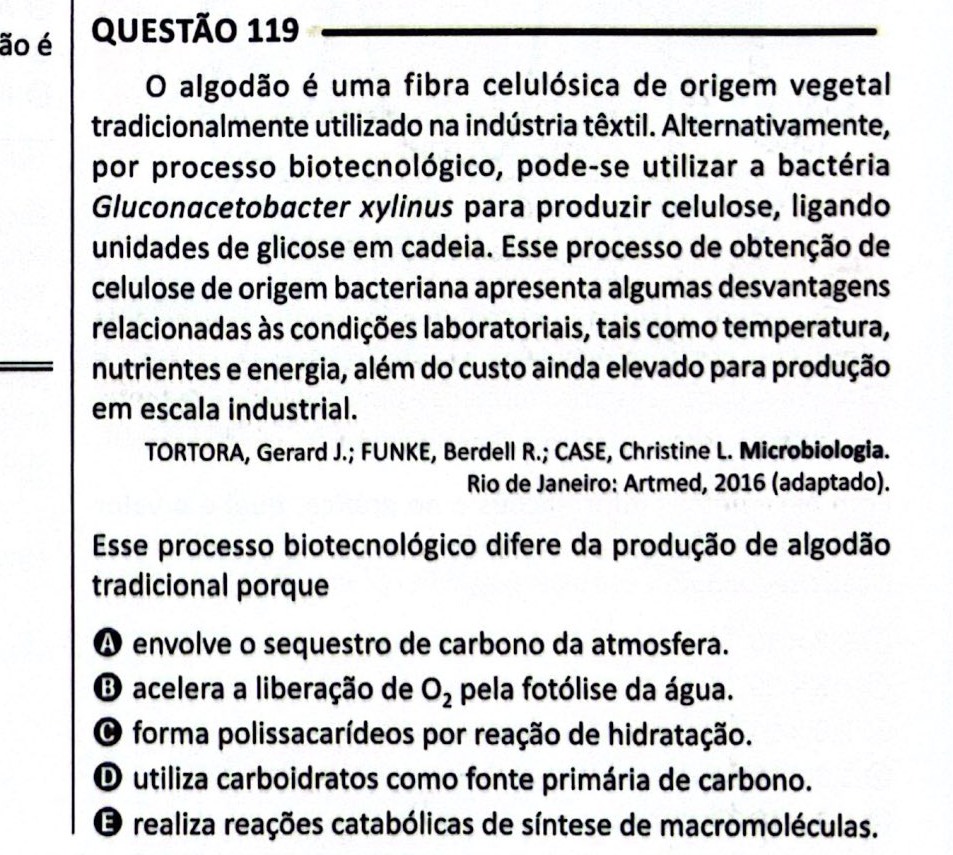 ão é
QUESTÃO 119
O algodão é uma fibra celulósica de origem vegetal
tradicionalmente utilizado na indústria têxtil. Alternativamente,
por processo biotecnológico, pode-se utilizar a bactéria
Gluconacetobacter xylinus para produzir celulose, ligando
unidades de glicose em cadeia. Esse processo de obtenção de
celulose de origem bacteriana apresenta algumas desvantagens
relacionadas às condições laboratoriais, tais como temperatura,
nutrientes e energia, além do custo ainda elevado para produção
em escala industrial.
TORTORA, Gerard J.; FUNKE, Berdell R.; CASE, Christine L. Microbiologia.
Rio de Janeiro: Artmed, 2016 (adaptado).
Esse processo biotecnológico difere da produção de algodão
tradicional porque
A envolve o sequestro de carbono da atmosfera.
B acelera a liberação de O₂ pela fotólise da água.
C forma polissacarídeos por reação de hidratação.
D utiliza carboidratos como fonte primária de carbono.
E realiza reações catabólicas de síntese de macromoléculas.